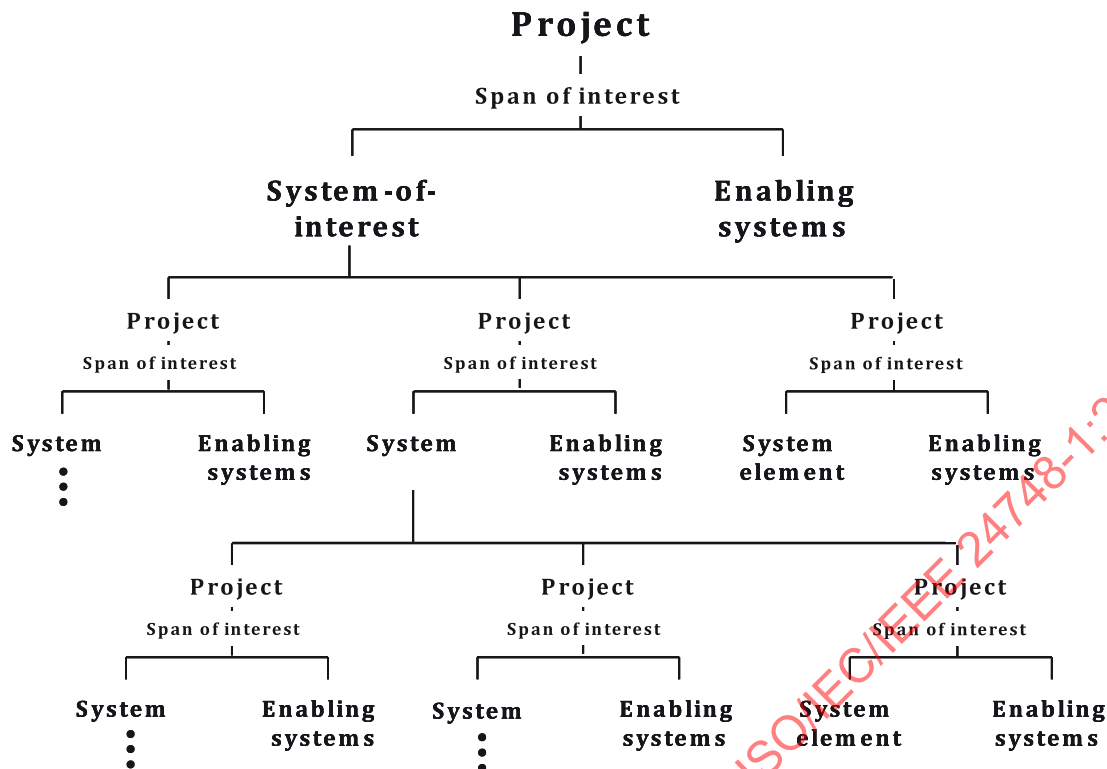 Project
Span of interest
System-of-
interest
Enabling
systems
Project
Project
Project
Span of interest
Span of interest
Span of interest
System
Enabling
systems
System
Enabling
systems
System
element
Enabling
systems
Project
Project
Project
Span of interest
Span of interest
Span of interest
System
Enabling
systems
System
Enabling
systems
System
element
Enabling
systems
ISO/IEC/IEEE 24748-1:2